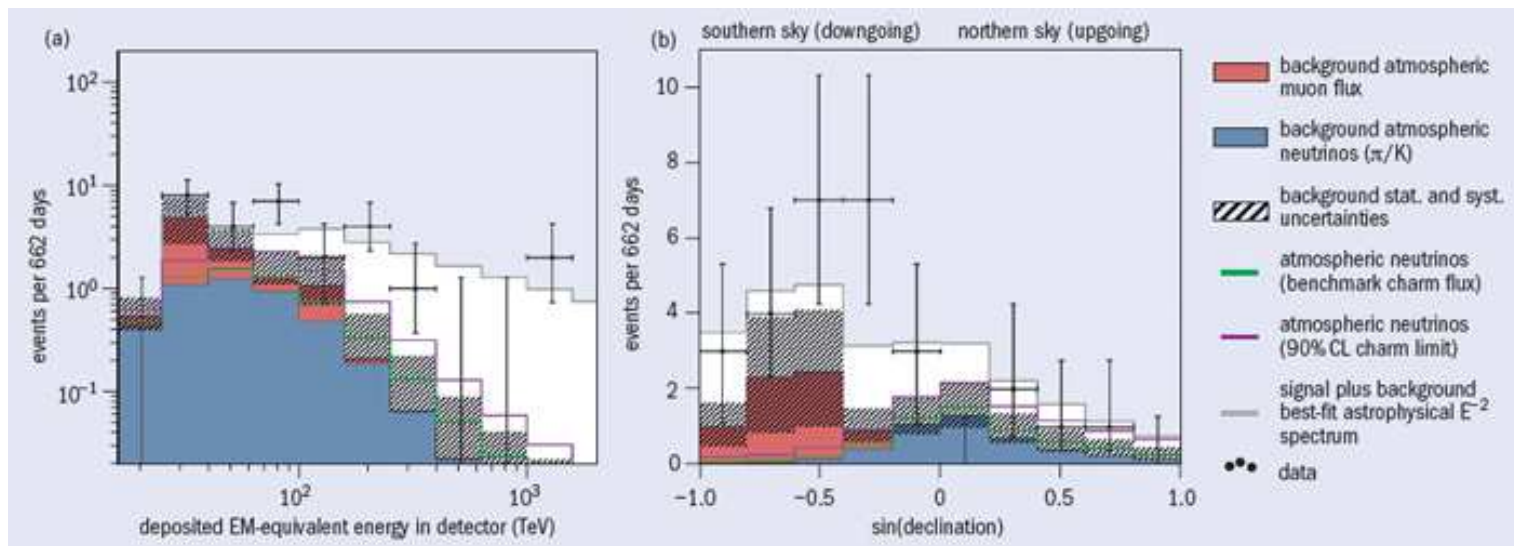 (a)
events per 662 days
10²
10¹
10⁰
10⁻¹
10²
10³
deposited EM-equivalent energy in detector (TeV)
(b)
southern sky (downgoing) northern sky (upgoing)
events per 662 days
10
8
6
4
2
0
−1.0 −0.5 0 0.5 1.0
sin(declination)
background atmospheric
muon flux
background atmospheric
neutrinos (π/K)
background stat. and syst.
uncertainties
atmospheric neutrinos
(benchmark charm flux)
atmospheric neutrinos
(90% CL charm limit)
signal plus background
best-fit astrophysical E⁻²
spectrum
data